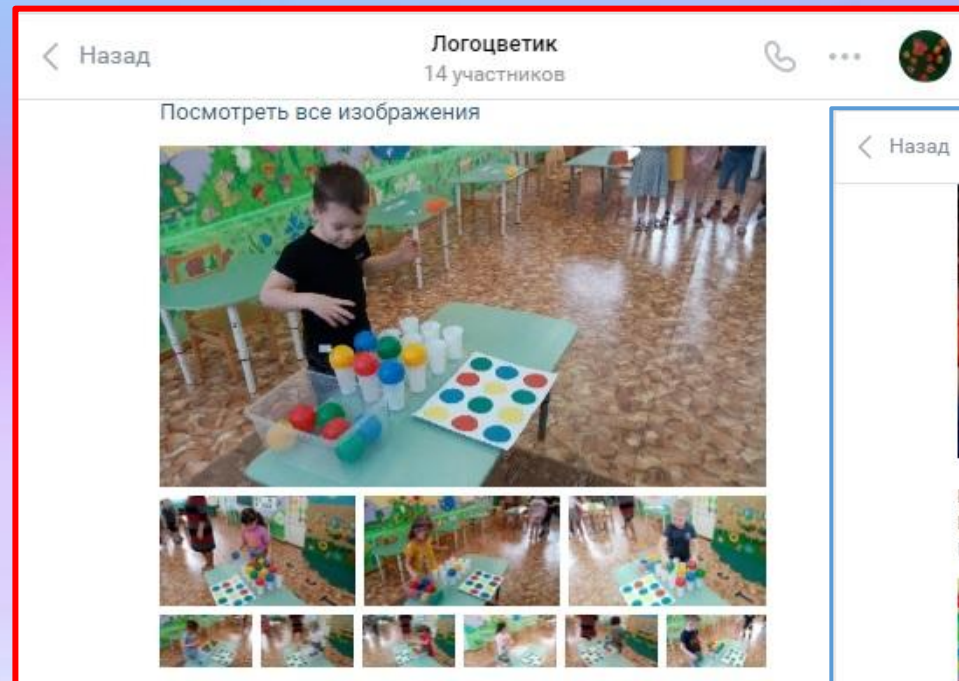 Назад
Логоцветик
14 участников
Посмотреть все изображения
Назад